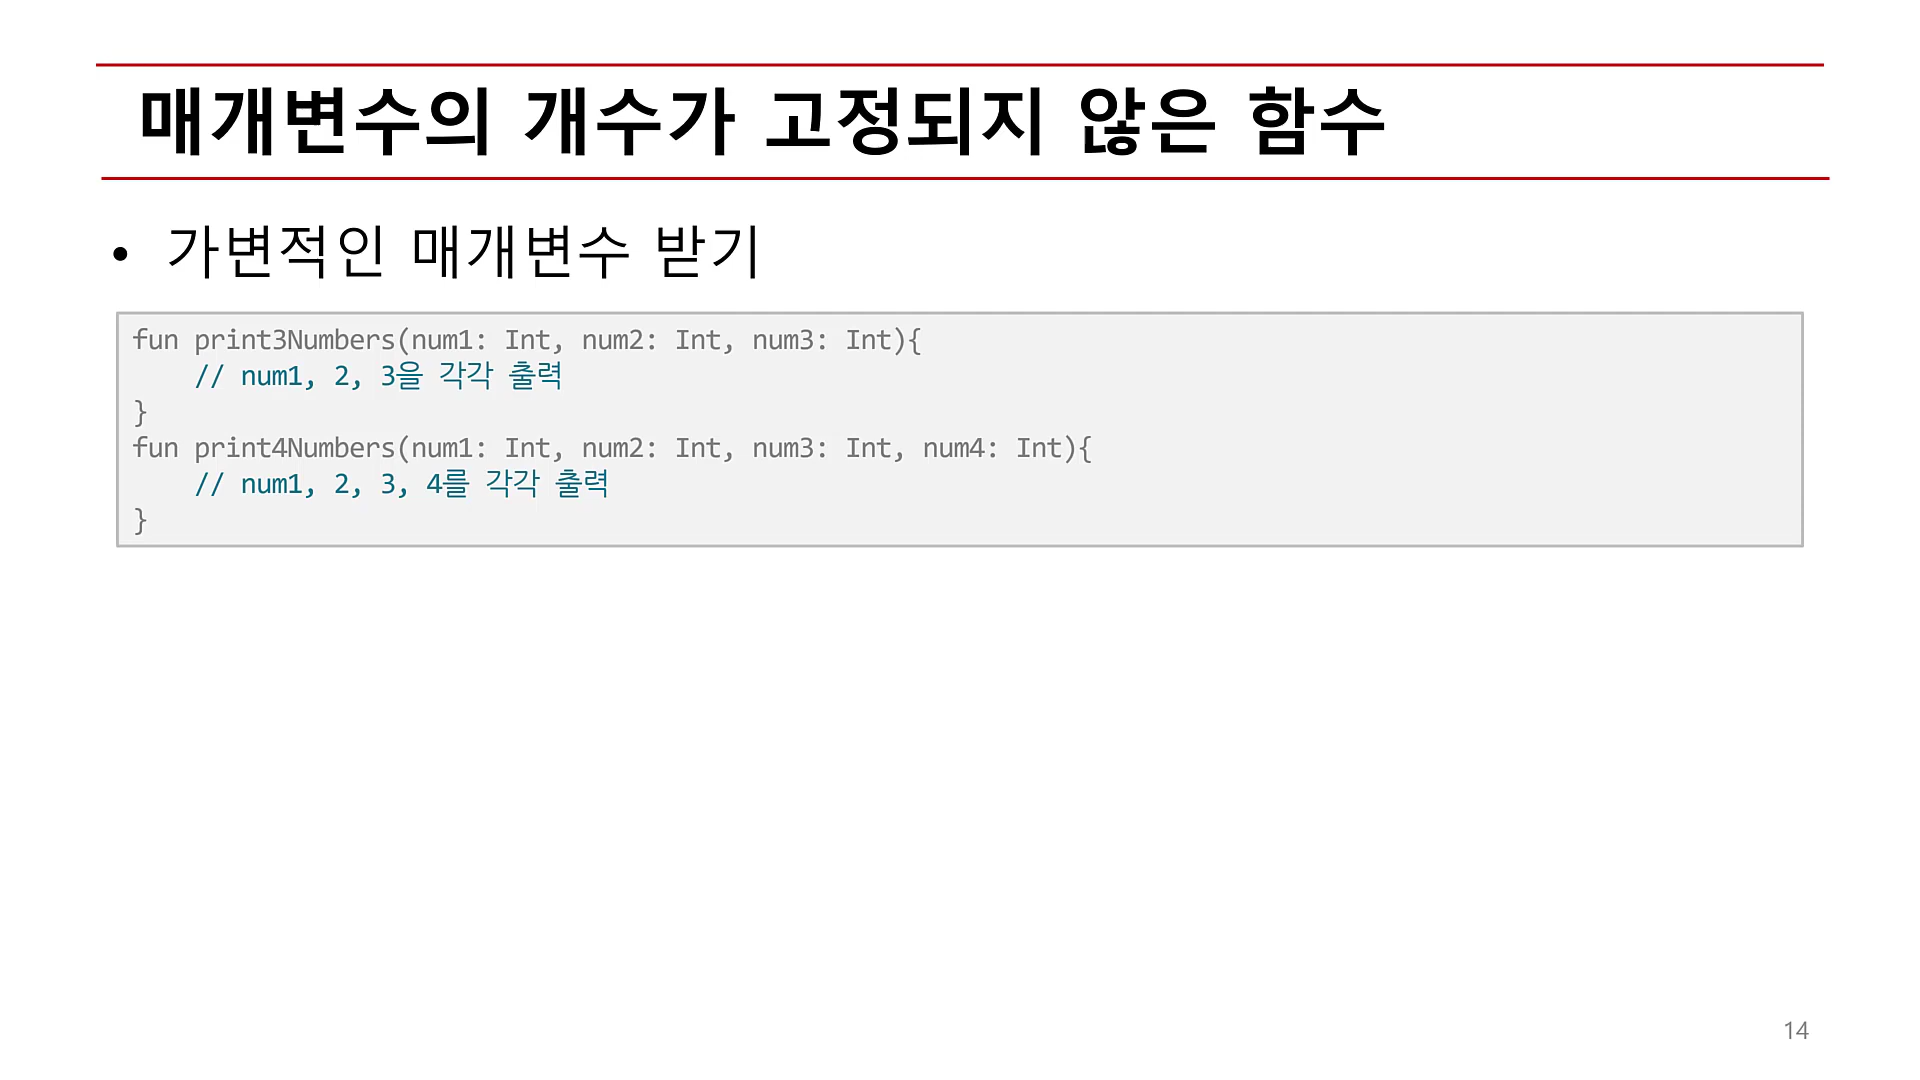 매개변수의 개수가 고정되지 않은 함수
• 가변적인 매개변수 받기
fun print3Numbers(num1: Int, num2: Int, num3: Int){
    // num1, 2, 3을 각각 출력
}
fun print4Numbers(num1: Int, num2: Int, num3: Int, num4: Int){
    // num1, 2, 3, 4를 각각 출력
}
14